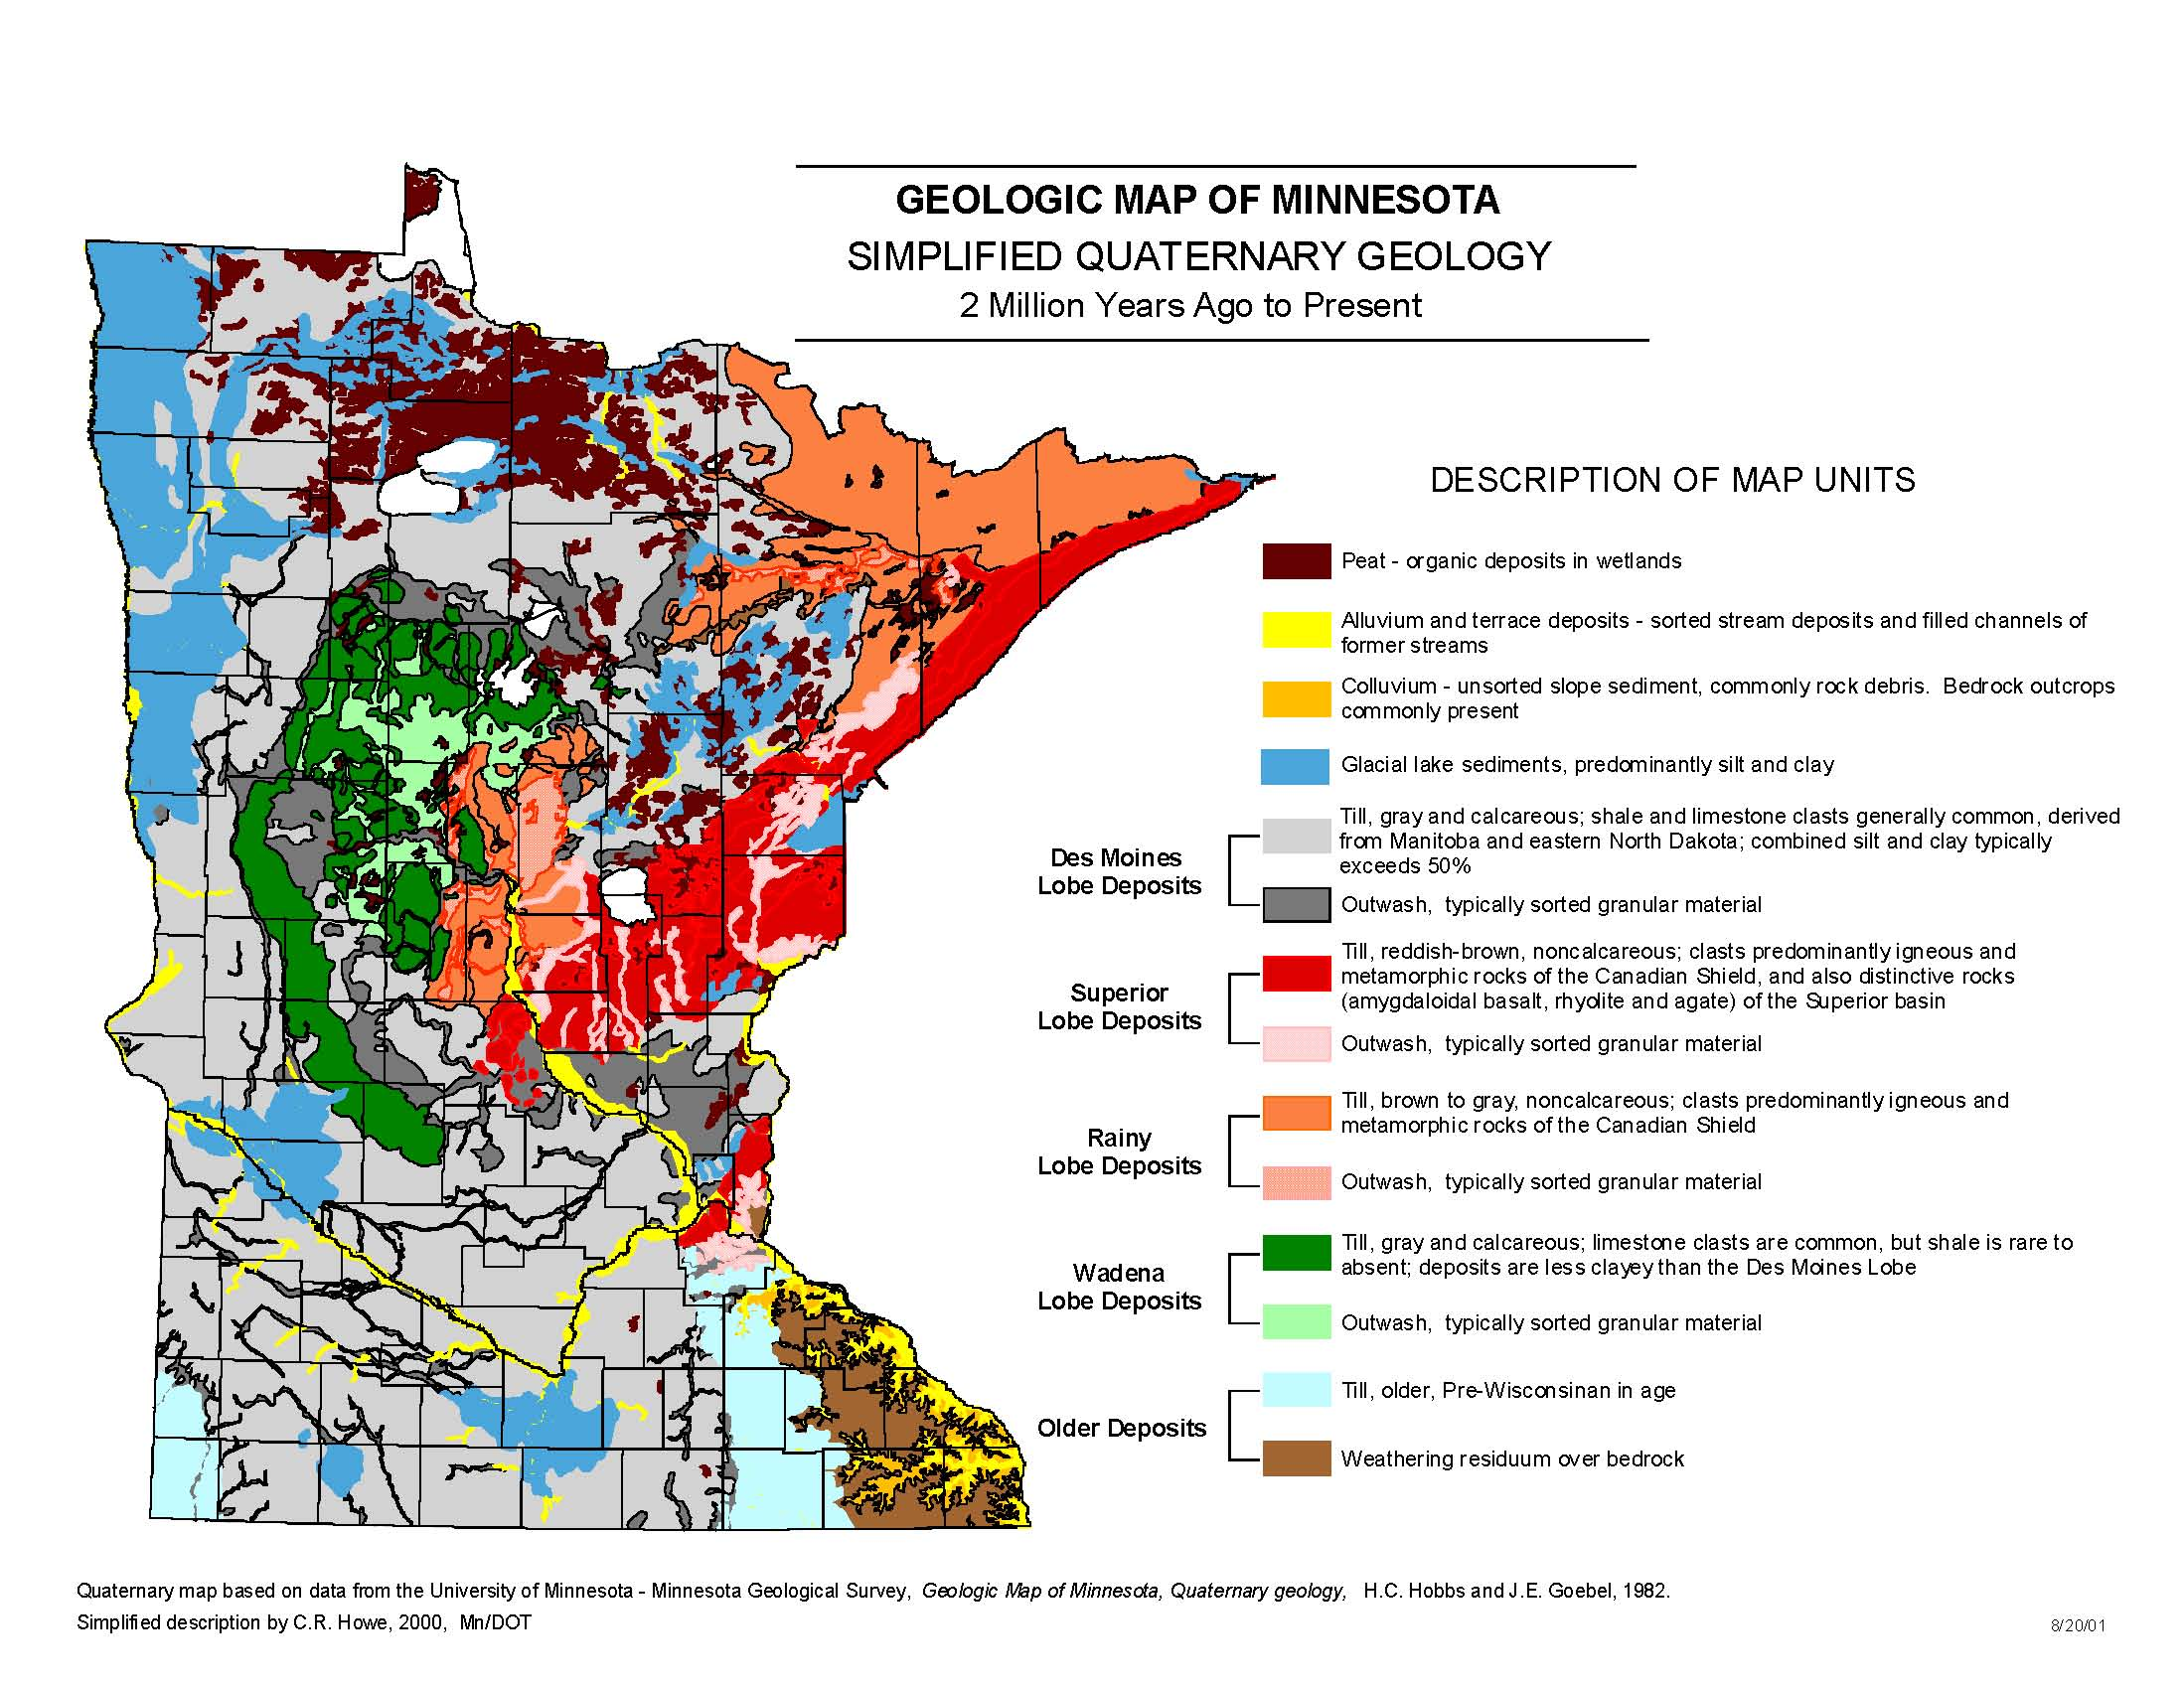 GEOLOGIC MAP OF MINNESOTA
SIMPLIFIED QUATERNARY GEOLOGY
2 Million Years Ago to Present
DESCRIPTION OF MAP UNITS
Peat - organic deposits in wetlands
Alluvium and terrace deposits - sorted stream deposits and filled channels of
former streams
Colluvium - unsorted slope sediment, commonly rock debris. Bedrock outcrops
commonly present
Glacial lake sediments, predominantly silt and clay
Des Moines
Lobe Deposits
Till, gray and calcareous; shale and limestone clasts generally common, derived
from Manitoba and eastern North Dakota; combined silt and clay typically
exceeds 50%
Outwash, typically sorted granular material
Superior
Lobe Deposits
Till, reddish-brown, noncalcareous; clasts predominantly igneous and
metamorphic rocks of the Canadian Shield, and also distinctive rocks
(amygdaloidal basalt, rhyolite and agate) of the Superior basin
Outwash, typically sorted granular material
Rainy
Lobe Deposits
Till, brown to gray, noncalcareous; clasts predominantly igneous and
metamorphic rocks of the Canadian Shield
Outwash, typically sorted granular material
Wadena
Lobe Deposits
Till, gray and calcareous; limestone clasts are common, but shale is rare to
absent; deposits are less clayey than the Des Moines Lobe
Outwash, typically sorted granular material
Older Deposits
Till, older, Pre-Wisconsinan in age
Weathering residuum over bedrock
Quaternary map based on data from the University of Minnesota - Minnesota Geological Survey, Geologic Map of Minnesota, Quaternary geology, H.C. Hobbs and J.E. Goebel, 1982.
Simplified description by C.R. Howe, 2000, Mn/DOT
8/20/01